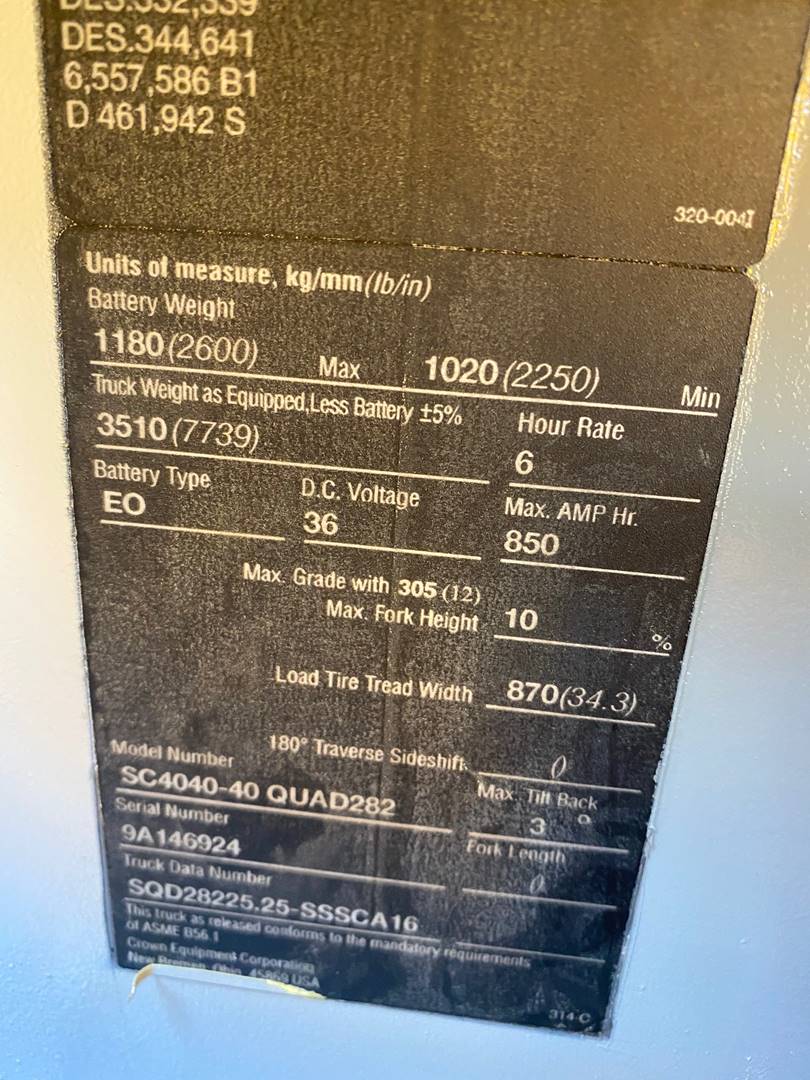 DES.332,339
DES.344,641
6,557,586 B1
D 461,942 S
320-004I
Units of measure, kg/mm(lb/in)
Battery Weight
1180(2600) Max 1020(2250) Min
Truck Weight as Equipped,Less Battery ±5% Hour Rate
3510(7739) 6
Battery Type D.C. Voltage Max. AMP Hr.
EO 36 850
Max. Grade with 305 (12)
Max. Fork Height 10 %
Load Tire Tread Width 870(34.3)
180° Traverse Sideshift 0
Model Number Max. Tilt Back
SC4040-40 QUAD282 3 °
Serial Number Fork Length
9A146924 0
Truck Data Number
SQD28225.25-SSSCA16
This truck as released conforms to the mandatory requirements
of ASME B56.1
Crown Equipment Corporation
New Bremen, Ohio 45869 USA
314-C